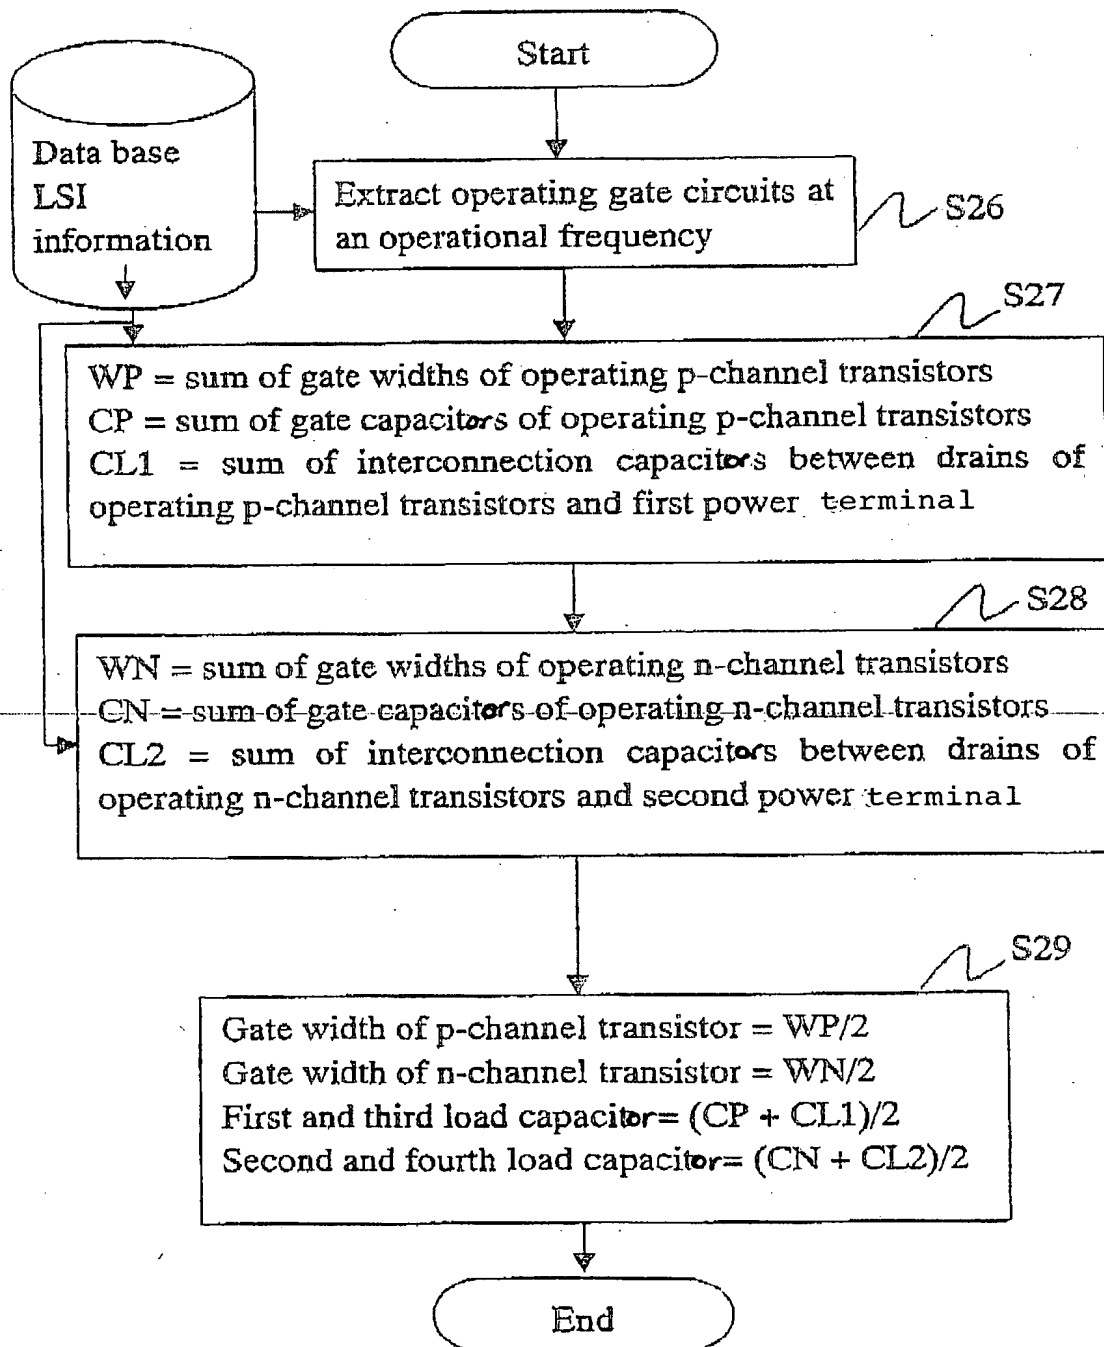 Start
Data base
LSI
information
Extract operating gate circuits at
an operational frequency
S26
S27
WP = sum of gate widths of operating p-channel transistors
CP = sum of gate capacitors of operating p-channel transistors
CL1 = sum of interconnection capacitors between drains of
operating p-channel transistors and first power terminal
S28
WN = sum of gate widths of operating n-channel transistors
CN = sum of gate capacitors of operating n-channel transistors
CL2 = sum of interconnection capacitors between drains of
operating n-channel transistors and second power terminal
S29
Gate width of p-channel transistor = WP/2
Gate width of n-channel transistor = WN/2
First and third load capacitor= (CP + CL1)/2
Second and fourth load capacitor= (CN + CL2)/2
End